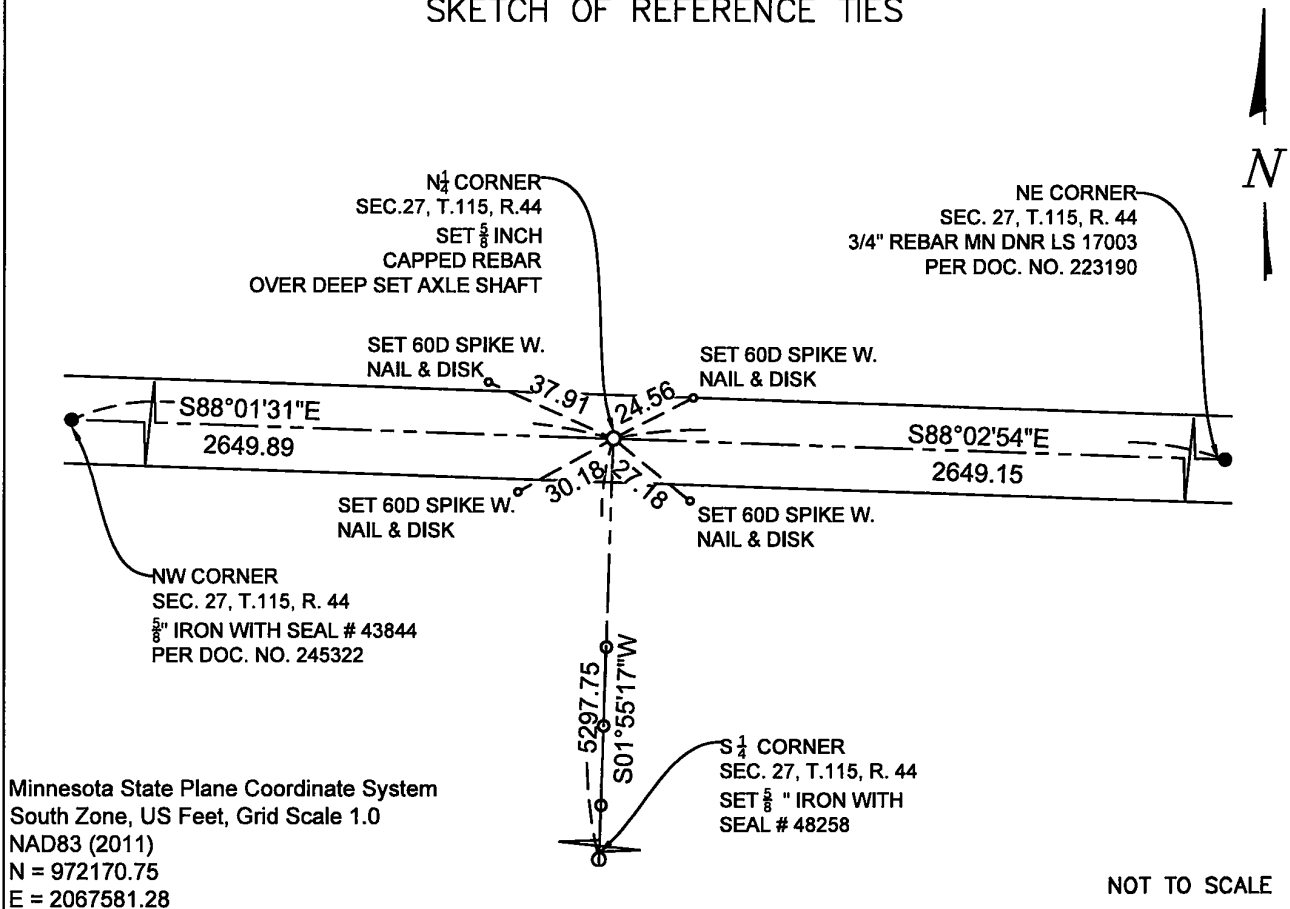 SKETCH OF REFERENCE TIES
N
N1/4 CORNER
SEC.27, T.115, R.44
SET 5/8 INCH
CAPPED REBAR
OVER DEEP SET AXLE SHAFT
NE CORNER
SEC. 27, T.115, R. 44
3/4" REBAR MN DNR LS 17003
PER DOC. NO. 223190
SET 60D SPIKE W.
NAIL & DISK
SET 60D SPIKE W.
NAIL & DISK
37.91
24.56
S88°01'31"E
2649.89
S88°02'54"E
2649.15
30.18
27.18
SET 60D SPIKE W.
NAIL & DISK
SET 60D SPIKE W.
NAIL & DISK
NW CORNER
SEC. 27, T.115, R. 44
5/8" IRON WITH SEAL # 43844
PER DOC. NO. 245322
5297.75
S01°55'17"W
S 1/4 CORNER
SEC. 27, T.115, R. 44
SET 5/8 " IRON WITH
SEAL # 48258
Minnesota State Plane Coordinate System
South Zone, US Feet, Grid Scale 1.0
NAD83 (2011)
N = 972170.75
E = 2067581.28
NOT TO SCALE